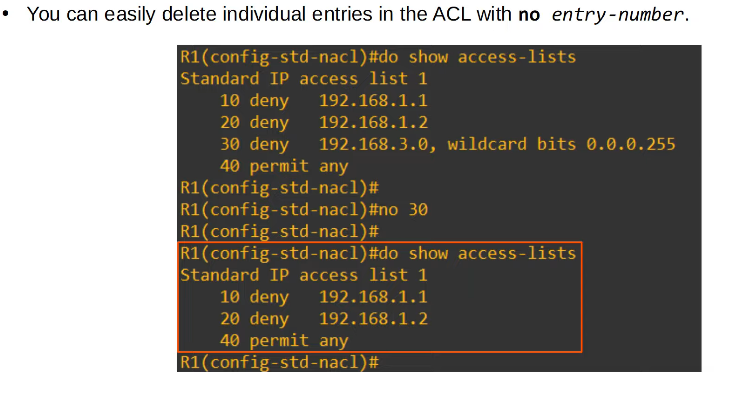 • You can easily delete individual entries in the ACL with no entry-number.
R1(config-std-nacl)#do show access-lists
Standard IP access list 1
    10 deny   192.168.1.1
    20 deny   192.168.1.2
    30 deny   192.168.3.0, wildcard bits 0.0.0.255
    40 permit any
R1(config-std-nacl)#
R1(config-std-nacl)#no 30
R1(config-std-nacl)#
R1(config-std-nacl)#do show access-lists
Standard IP access list 1
    10 deny   192.168.1.1
    20 deny   192.168.1.2
    40 permit any
R1(config-std-nacl)#